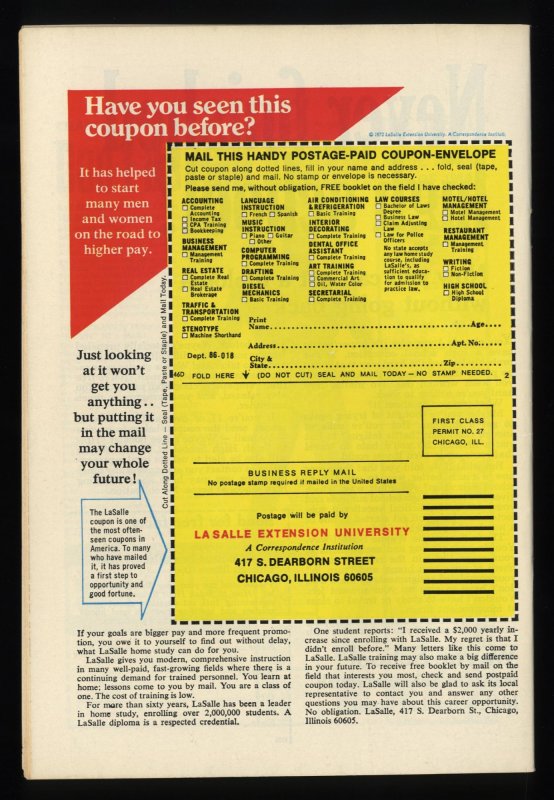 Have you seen this
coupon before?
© 1972 LaSalle Extension University. A Correspondence Institution
It has helped
to start
many men
and women
on the road to
higher pay.
Just looking
at it won't
get you
anything..
but putting it
in the mail
may change
your whole
future!
The LaSalle
coupon is one of
the most often-
seen coupons in
America. To many
who have mailed
it, it has proved
a first step to
opportunity and
good fortune.
Cut Along Dotted Line — Seal (Tape, Paste or Staple) and Mail Today.
MAIL THIS HANDY POSTAGE-PAID COUPON-ENVELOPE
Cut coupon along dotted lines, fill in your name and address . . . fold, seal (tape,
paste or staple) and mail. No stamp or envelope is necessary.
Please send me, without obligation, FREE booklet on the field I have checked:
ACCOUNTING
Complete
Accounting
Income Tax
CPA Training
Bookkeeping
BUSINESS
MANAGEMENT
Management
Training
REAL ESTATE
Complete Real
Estate
Real Estate
Brokerage
TRAFFIC &
TRANSPORTATION
Complete Training
STENOTYPE
Machine Shorthand
LANGUAGE
INSTRUCTION
French Spanish
MUSIC
INSTRUCTION
Piano Guitar
Other
COMPUTER
PROGRAMMING
Complete Training
DRAFTING
Complete Training
DIESEL
MECHANICS
Basic Training
AIR CONDITIONING
& REFRIGERATION
Basic Training
INTERIOR
DECORATING
Complete Training
DENTAL OFFICE
ASSISTANT
Complete Training
ART TRAINING
Complete Training
Commercial Art
Oil, Water Color
SECRETARIAL
Complete Training
LAW COURSES
Bachelor of Laws
Degree
Business Law
Claim Adjusting
Law
Law for Police
Officers
No state accepts
any law home study
course, including
LaSalle's, as
sufficient educa-
tion to qualify
for admission to
practice law.
MOTEL/HOTEL
MANAGEMENT
Motel Management
Hotel Management
RESTAURANT
MANAGEMENT
Management
Training
WRITING
Fiction
Non-Fiction
HIGH SCHOOL
High School
Diploma
Print
Name Age
Address Apt. No.
Dept. 66-018 City &
State Zip
46D FOLD HERE (DO NOT CUT) SEAL AND MAIL TODAY — NO STAMP NEEDED. 2
FIRST CLASS
PERMIT NO. 27
CHICAGO, ILL.
BUSINESS REPLY MAIL
No postage stamp required if mailed in the United States
Postage will be paid by
LA SALLE EXTENSION UNIVERSITY
A Correspondence Institution
417 S. DEARBORN STREET
CHICAGO, ILLINOIS 60605
If your goals are bigger pay and more frequent promo-
tion, you owe it to yourself to find out without delay,
what LaSalle home study can do for you.
LaSalle gives you modern, comprehensive instruction
in many well-paid, fast-growing fields where there is a
continuing demand for trained personnel. You learn at
home; lessons come to you by mail. You are a class of
one. The cost of training is low.
For more than sixty years, LaSalle has been a leader
in home study, enrolling over 2,000,000 students. A
LaSalle diploma is a respected credential.
One student reports: "I received a $2,000 yearly in-
crease since enrolling with LaSalle. My regret is that I
didn't enroll before." Many letters like this come to
LaSalle. LaSalle training may also make a big difference
in your future. To receive free booklet by mail on the
field that interests you most, check and send postpaid
coupon today. LaSalle will also be glad to ask its local
representative to contact you and answer any other
questions you may have about this career opportunity.
No obligation. LaSalle, 417 S. Dearborn St., Chicago,
Illinois 60605.